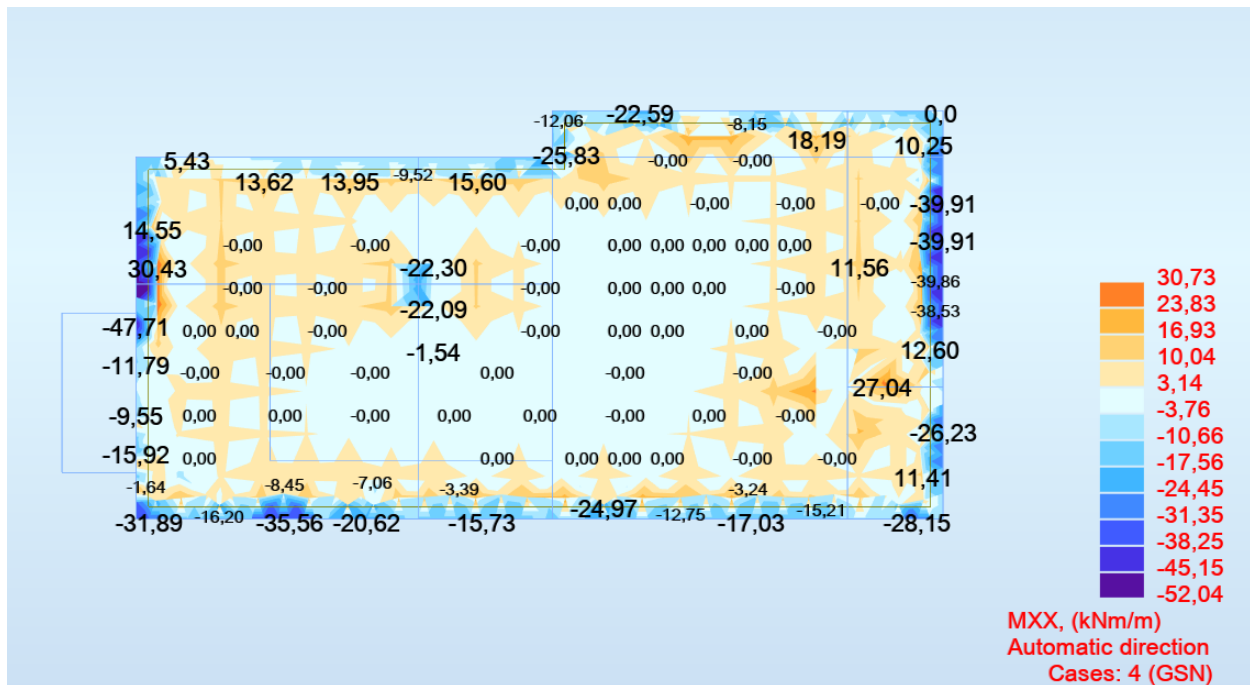 -12,06 -22,59 -8,15 0,0
18,19 10,25
5,43 -25,83 -0,00 -0,00
13,62 13,95 -9,52 15,60
0,00 0,00 -0,00 -0,00 -0,00 -39,91
14,55
-0,00 -0,00 -0,00 0,00 0,00 0,00 0,00 0,00 -39,91
30,43 -22,30 11,56
-0,00 -0,00 -0,00 0,00 0,00 0,00 -0,00 -39,86
-22,09 -38,53
-47,71 0,00 0,00 -0,00 -0,00 0,00 0,00 0,00 -0,00
-1,54 12,60
-11,79 -0,00 -0,00 -0,00 0,00 -0,00 -0,00
27,04
-9,55 0,00 0,00 -0,00 0,00 0,00 -0,00 0,00 -0,00
-26,23
-15,92 0,00 0,00 0,00 0,00 0,00 -0,00 -0,00
-1,64 -8,45 -7,06 -3,39 -3,24 11,41
-31,89 -16,20 -35,56 -20,62 -15,73 -24,97 -12,75 -17,03 -15,21 -28,15
30,73
23,83
16,93
10,04
3,14
-3,76
-10,66
-17,56
-24,45
-31,35
-38,25
-45,15
-52,04
MXX, (kNm/m)
Automatic direction
Cases: 4 (GSN)